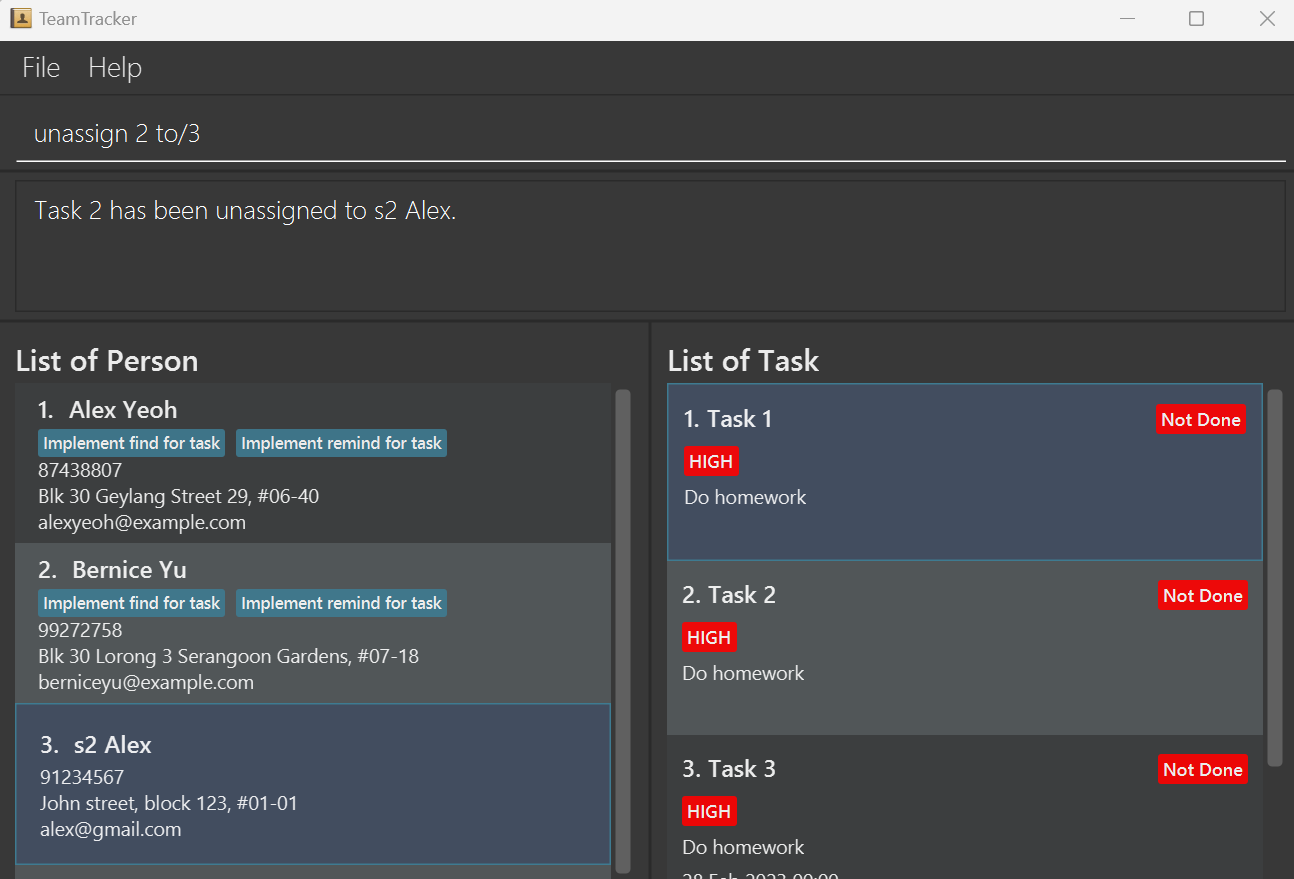 TeamTracker
File Help
unassign 2 to/3
Task 2 has been unassigned to s2 Alex.
List of Person
1. Alex Yeoh
Implement find for task Implement remind for task
87438807
Blk 30 Geylang Street 29, #06-40
alexyeoh@example.com
2. Bernice Yu
Implement find for task Implement remind for task
99272758
Blk 30 Lorong 3 Serangoon Gardens, #07-18
berniceyu@example.com
3. s2 Alex
91234567
John street, block 123, #01-01
alex@gmail.com
List of Task
1. Task 1 Not Done
HIGH
Do homework
2. Task 2 Not Done
HIGH
Do homework
3. Task 3 Not Done
HIGH
Do homework
28 Feb 2023 00:00